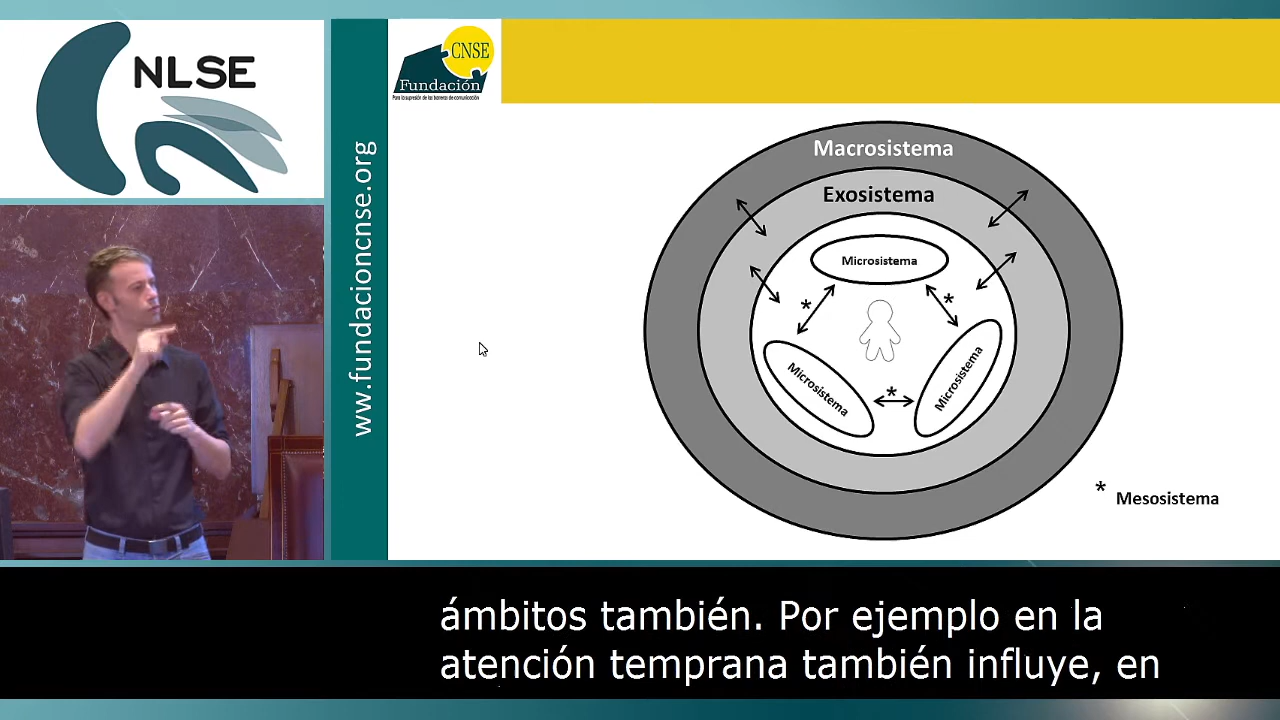 NLSE
www.fundacioncnse.org
CNSE
Fundación
Para la supresión de las barreras de comunicación
Macrosistema
Exosistema
Microsistema
*
*
Microsistema
Microsistema
*
* Mesosistema
ámbitos también. Por ejemplo en la
atención temprana también influye, en